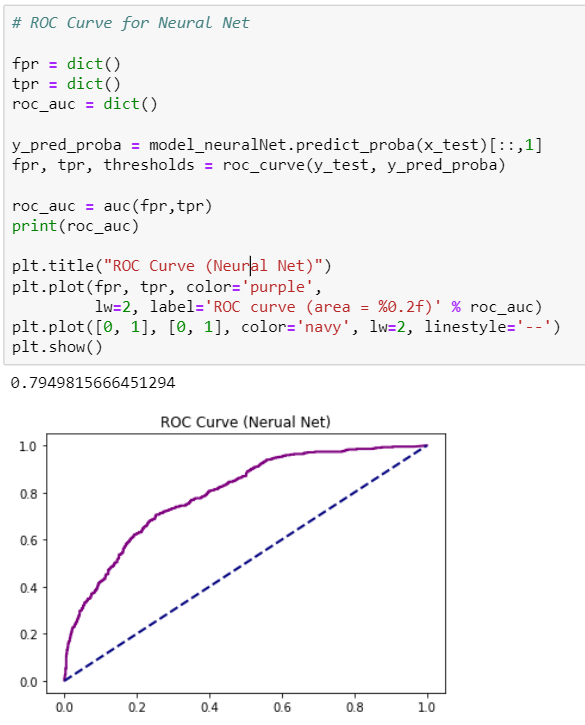 # ROC Curve for Neural Net
fpr = dict()
tpr = dict()
roc_auc = dict()
y_pred_proba = model_neuralNet.predict_proba(x_test)[::,1]
fpr, tpr, thresholds = roc_curve(y_test, y_pred_proba)
roc_auc = auc(fpr,tpr)
print(roc_auc)
plt.title("ROC Curve (Neural Net)")
plt.plot(fpr, tpr, color='purple',
lw=2, label='ROC curve (area = %0.2f)' % roc_auc)
plt.plot([0, 1], [0, 1], color='navy', lw=2, linestyle='--')
plt.show()
0.7949815666451294
ROC Curve (Nerual Net)
1.0
0.8
0.6
0.4
0.2
0.0
0.0 0.2 0.4 0.6 0.8 1.0